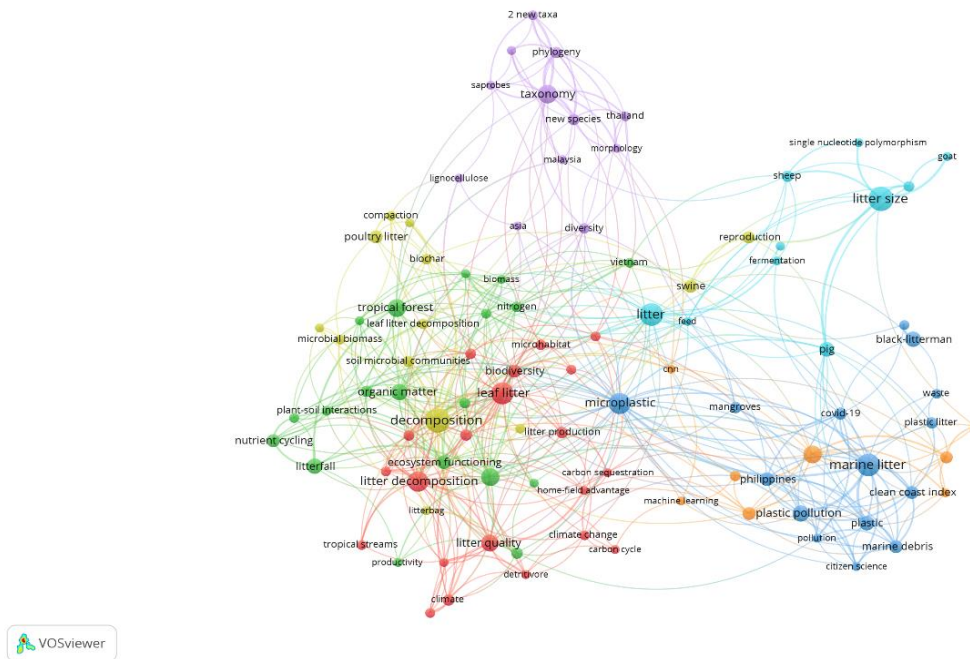 2 new taxa
phylogeny
saprobes
taxonomy
new species
thailand
morphology
malaysia
lignocellulose
asia
diversity
single nucleotide polymorphism
goat
sheep
litter size
compaction
poultry litter
biochar
vietnam
reproduction
fermentation
biomass
swine
tropical forest
nitrogen
litter
feed
leaf litter decomposition
microbial biomass
microhabitat
black-litterman
pig
soil microbial communities
biodiversity
cnn
organic matter
leaf litter
microplastic
mangroves
waste
plant-soil interactions
covid-19
decomposition
plastic litter
litter production
nutrient cycling
litterfall
ecosystem functioning
marine litter
carbon sequestration
philippines
litter decomposition
home-field advantage
clean coast index
machine learning
litterbag
plastic pollution
plastic
climate change
pollution
litter quality
tropical streams
carbon cycle
marine debris
productivity
citizen science
detritivore
climate
VOSviewer